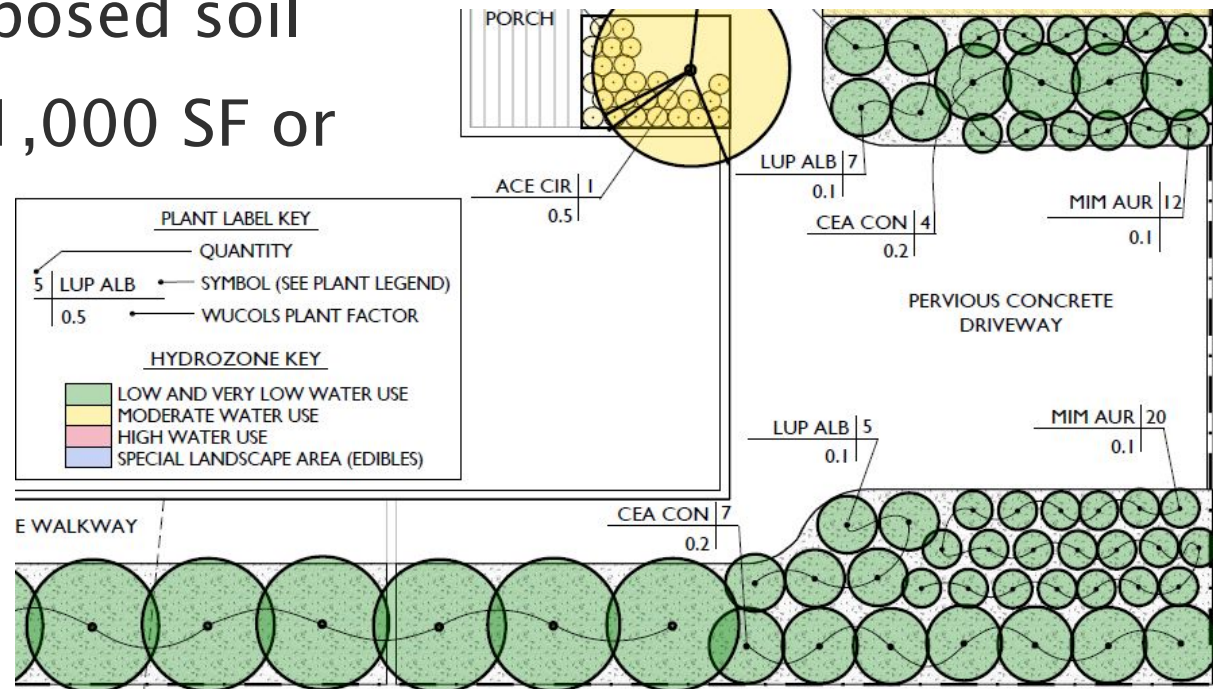 posed soil
1,000 SF or
PORCH
ACE CIR 1
0.5
LUP ALB 7
0.1
CEA CON 4
0.2
MIM AUR 12
0.1
PLANT LABEL KEY
QUANTITY
5 LUP ALB
SYMBOL (SEE PLANT LEGEND)
0.5
WUCOLS PLANT FACTOR
HYDROZONE KEY
LOW AND VERY LOW WATER USE
MODERATE WATER USE
HIGH WATER USE
SPECIAL LANDSCAPE AREA (EDIBLES)
PERVIOUS CONCRETE
DRIVEWAY
LUP ALB 5
0.1
MIM AUR 20
0.1
CEA CON 7
0.2
E WALKWAY